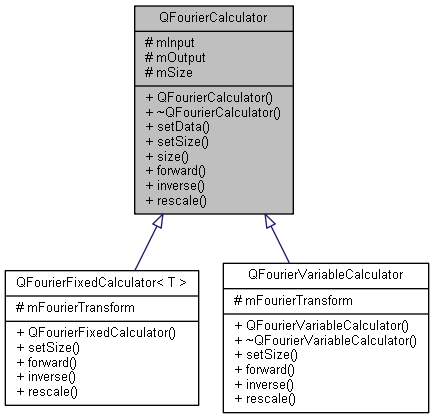 QFourierCalculator
# mInput
# mOutput
# mSize
+ QFourierCalculator()
+ ~QFourierCalculator()
+ setData()
+ setSize()
+ size()
+ forward()
+ inverse()
+ rescale()
QFourierFixedCalculator< T >
# mFourierTransform
+ QFourierFixedCalculator()
+ setSize()
+ forward()
+ inverse()
+ rescale()
QFourierVariableCalculator
# mFourierTransform
+ QFourierVariableCalculator()
+ ~QFourierVariableCalculator()
+ setSize()
+ forward()
+ inverse()
+ rescale()